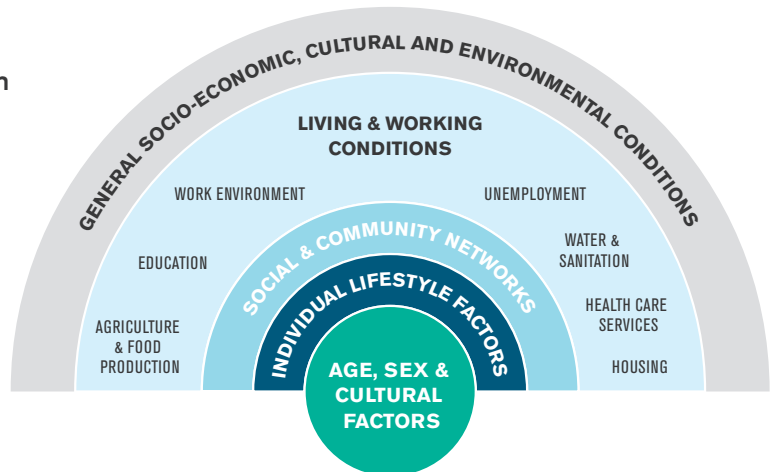 GENERAL SOCIO-ECONOMIC, CULTURAL AND ENVIRONMENTAL CONDITIONS
LIVING & WORKING
CONDITIONS
WORK ENVIRONMENT
UNEMPLOYMENT
EDUCATION
WATER &
SANITATION
AGRICULTURE
& FOOD
PRODUCTION
HEALTH CARE
SERVICES
HOUSING
SOCIAL & COMMUNITY NETWORKS
INDIVIDUAL LIFESTYLE FACTORS
AGE, SEX &
CULTURAL
FACTORS